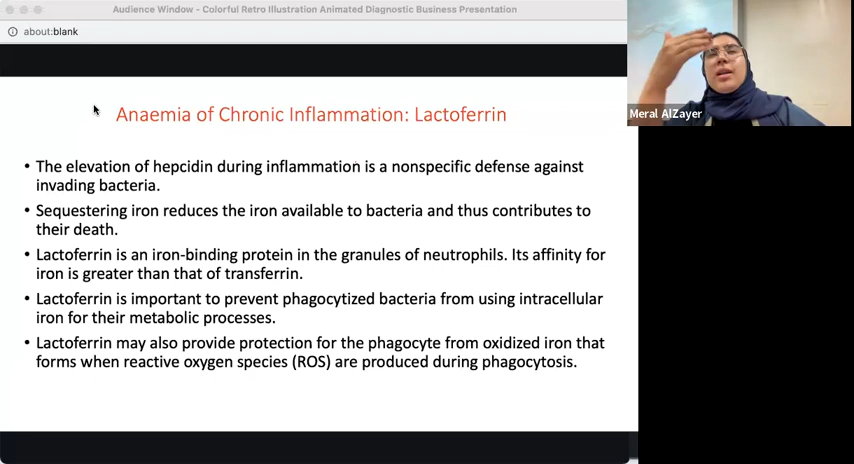 Audience Window - Colorful Retro Illustration Animated Diagnostic Business Presentation
about:blank
Meral AlZayer
Anaemia of Chronic Inflammation: Lactoferrin
• The elevation of hepcidin during inflammation is a nonspecific defense against
invading bacteria.
• Sequestering iron reduces the iron available to bacteria and thus contributes to
their death.
• Lactoferrin is an iron-binding protein in the granules of neutrophils. Its affinity for
iron is greater than that of transferrin.
• Lactoferrin is important to prevent phagocytized bacteria from using intracellular
iron for their metabolic processes.
• Lactoferrin may also provide protection for the phagocyte from oxidized iron that
forms when reactive oxygen species (ROS) are produced during phagocytosis.